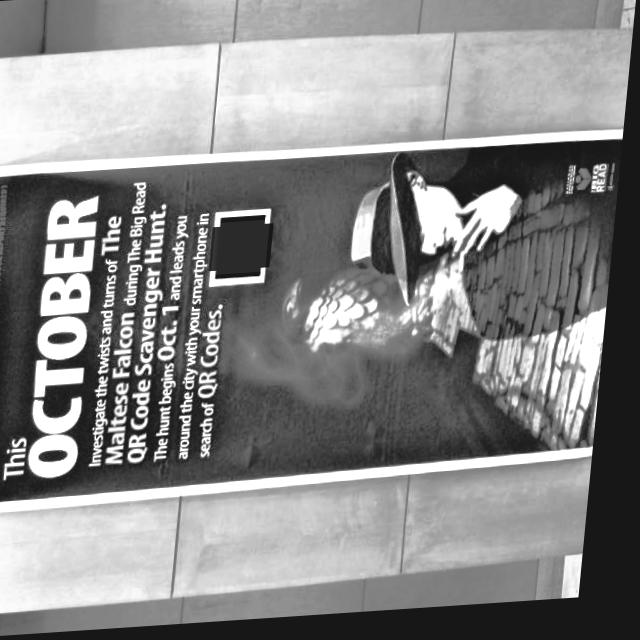 This
OCTOBER
Investigate the twists and turns of The
Maltese Falcon during The Big Read
QR Code Scavenger Hunt.
The hunt begins Oct. 1 and leads you
around the city with your smartphone in
search of QR Codes.
READ